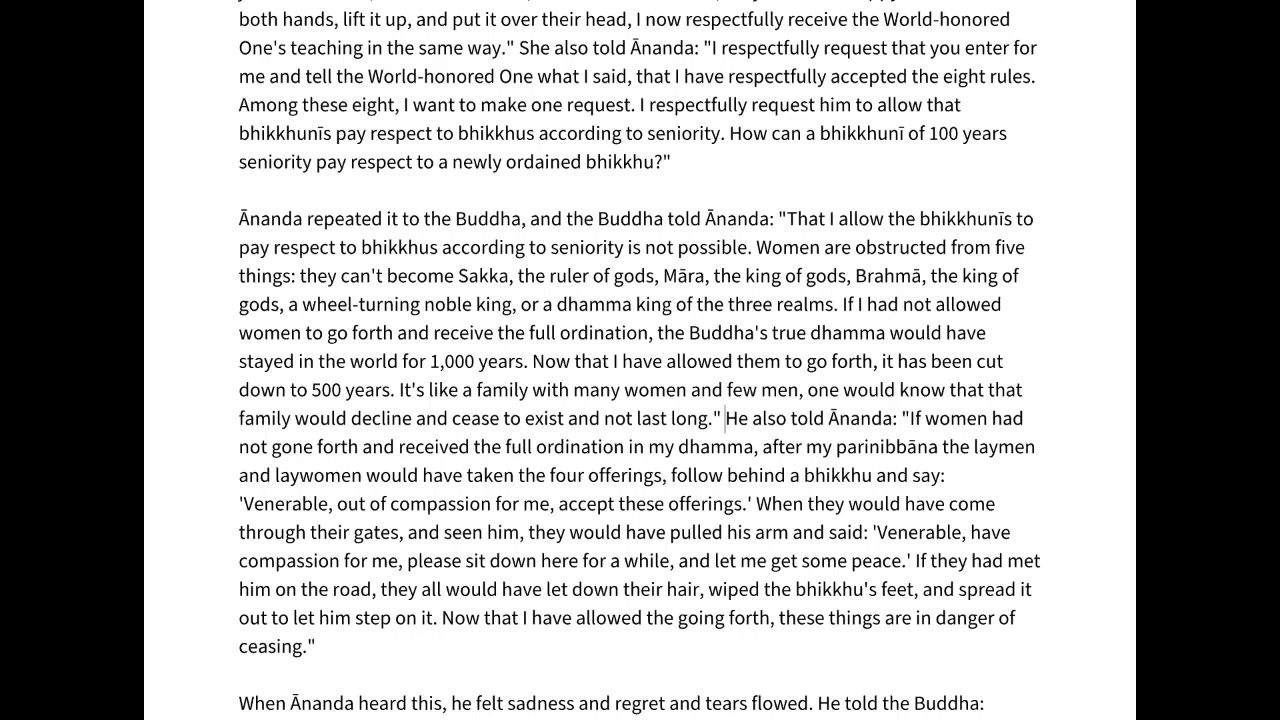 both hands, lift it up, and put it over their head, I now respectfully receive the World-honored
One's teaching in the same way." She also told Ānanda: "I respectfully request that you enter for
me and tell the World-honored One what I said, that I have respectfully accepted the eight rules.
Among these eight, I want to make one request. I respectfully request him to allow that
bhikkhunīs pay respect to bhikkhus according to seniority. How can a bhikkhunī of 100 years
seniority pay respect to a newly ordained bhikkhu?"
Ānanda repeated it to the Buddha, and the Buddha told Ānanda: "That I allow the bhikkhunīs to
pay respect to bhikkhus according to seniority is not possible. Women are obstructed from five
things: they can't become Sakka, the ruler of gods, Māra, the king of gods, Brahmā, the king of
gods, a wheel-turning noble king, or a dhamma king of the three realms. If I had not allowed
women to go forth and receive the full ordination, the Buddha's true dhamma would have
stayed in the world for 1,000 years. Now that I have allowed them to go forth, it has been cut
down to 500 years. It's like a family with many women and few men, one would know that that
family would decline and cease to exist and not last long." He also told Ānanda: "If women had
not gone forth and received the full ordination in my dhamma, after my parinibbāna the laymen
and laywomen would have taken the four offerings, follow behind a bhikkhu and say:
'Venerable, out of compassion for me, accept these offerings.' When they would have come
through their gates, and seen him, they would have pulled his arm and said: 'Venerable, have
compassion for me, please sit down here for a while, and let me get some peace.' If they had met
him on the road, they all would have let down their hair, wiped the bhikkhu's feet, and spread it
out to let him step on it. Now that I have allowed the going forth, these things are in danger of
ceasing."
When Ānanda heard this, he felt sadness and regret and tears flowed. He told the Buddha: